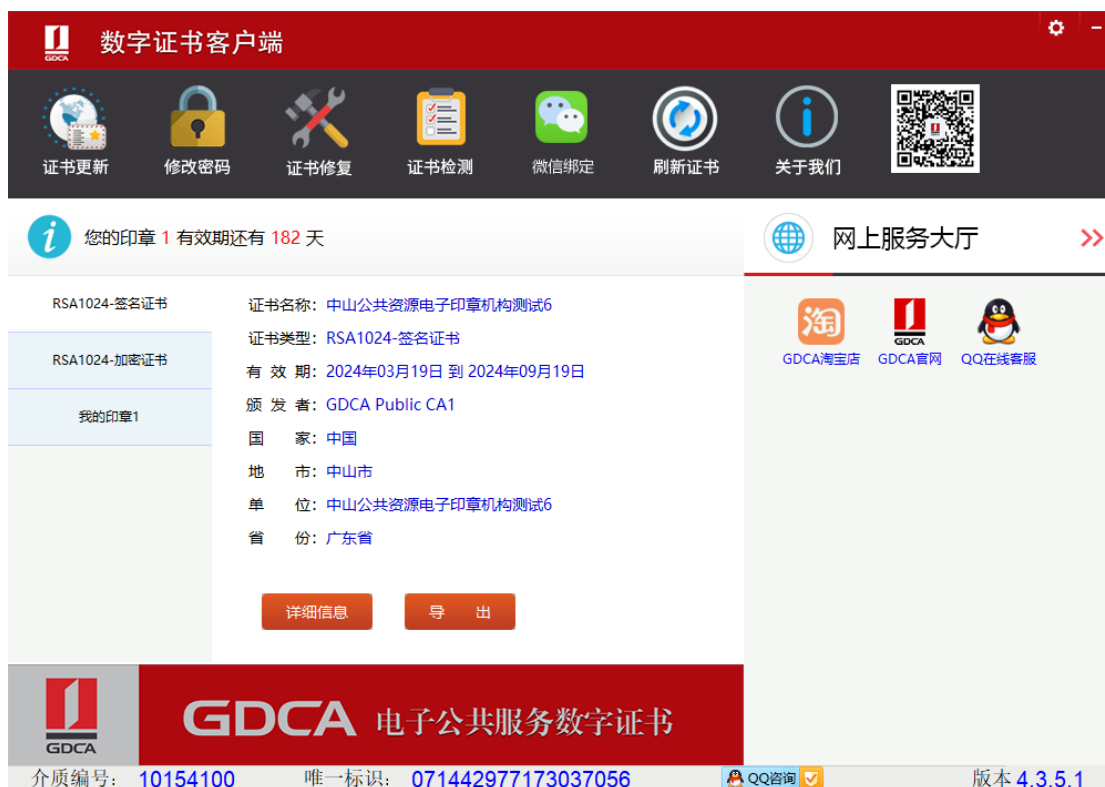 GDCA 数字证书客户端
证书更新 修改密码 证书修复 证书检测 微信绑定 刷新证书 关于我们
您的印章 1 有效期还有 182 天
网上服务大厅
RSA1024-签名证书
RSA1024-加密证书
我的印章1
证书名称：中山公共资源电子印章机构测试6
证书类型：RSA1024-签名证书
有 效 期：2024年03月19日 到 2024年09月19日
颁 发 者：GDCA Public CA1
国 家：中国
地 市：中山市
单 位：中山公共资源电子印章机构测试6
省 份：广东省
详细信息 导 出
淘
GDCA
GDCA淘宝店 GDCA官网 QQ在线客服
GDCA
GDCA 电子公共服务数字证书
介质编号： 10154100 唯一标识： 071442977173037056 QQ咨询 版本 4.3.5.1